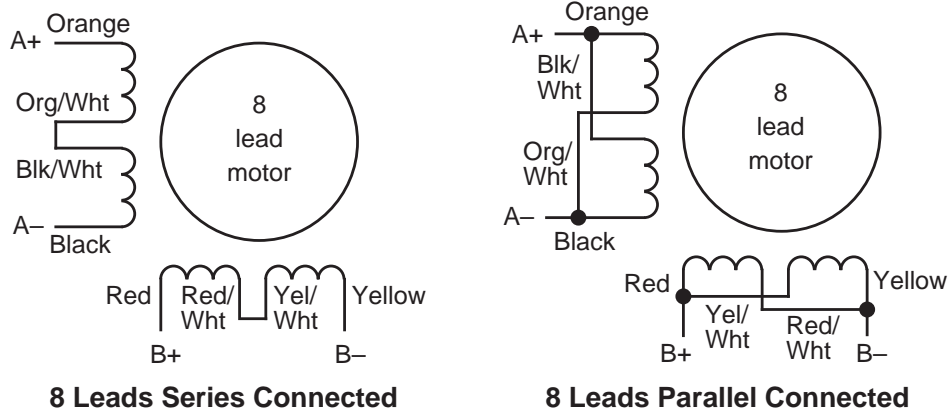 Orange
A+
Org/Wht
Blk/Wht
A–
Black
8
lead
motor
Red
Red/
Wht
Yel/
Wht
Yellow
B+
B–
8 Leads Series Connected
Orange
A+
Blk/
Wht
Org/
Wht
A–
Black
8
lead
motor
Red
Yel/
Wht
Red/
Wht
Yellow
B+
B–
8 Leads Parallel Connected